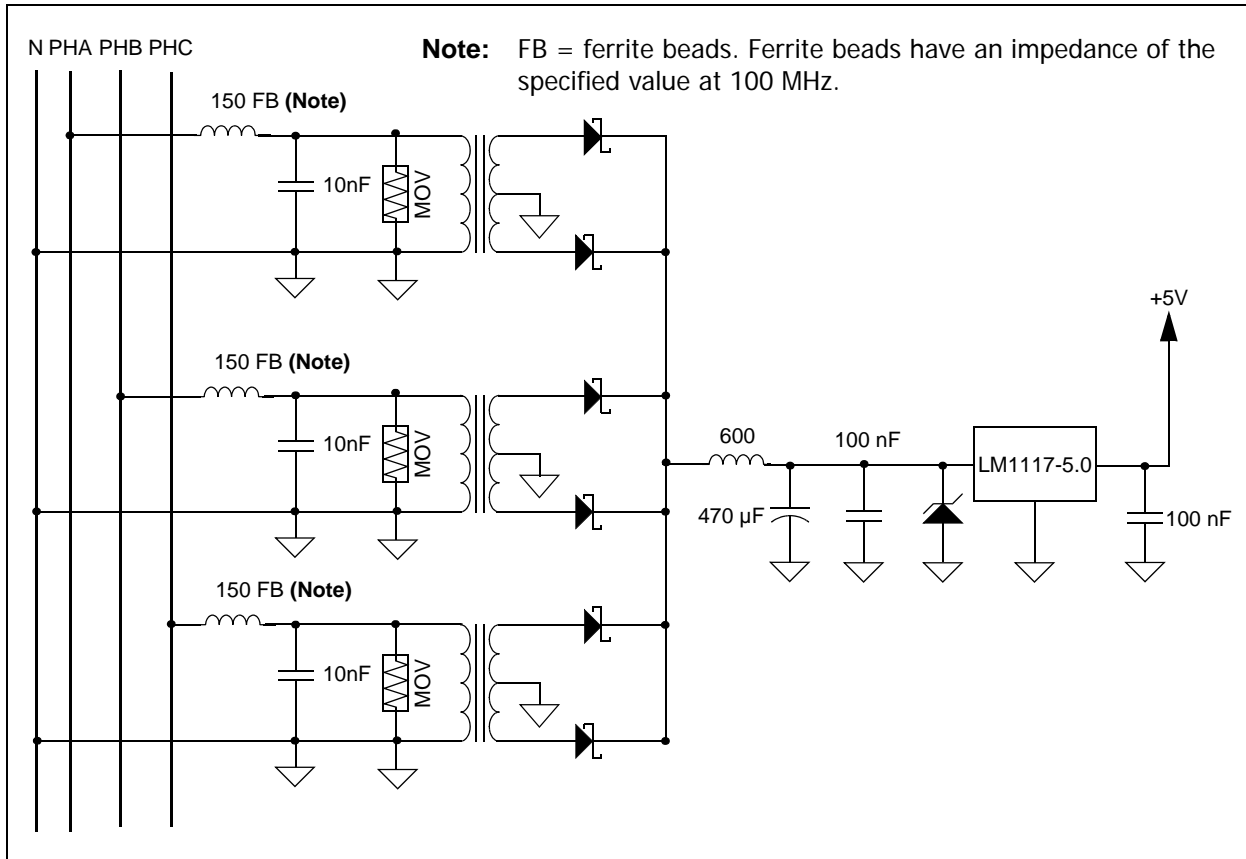 N PHA PHB PHC
Note: FB = ferrite beads. Ferrite beads have an impedance of the
specified value at 100 MHz.
150 FB (Note)
10nF
MOV
150 FB (Note)
10nF
MOV
150 FB (Note)
10nF
MOV
600
470 µF
100 nF
LM1117-5.0
+5V
100 nF